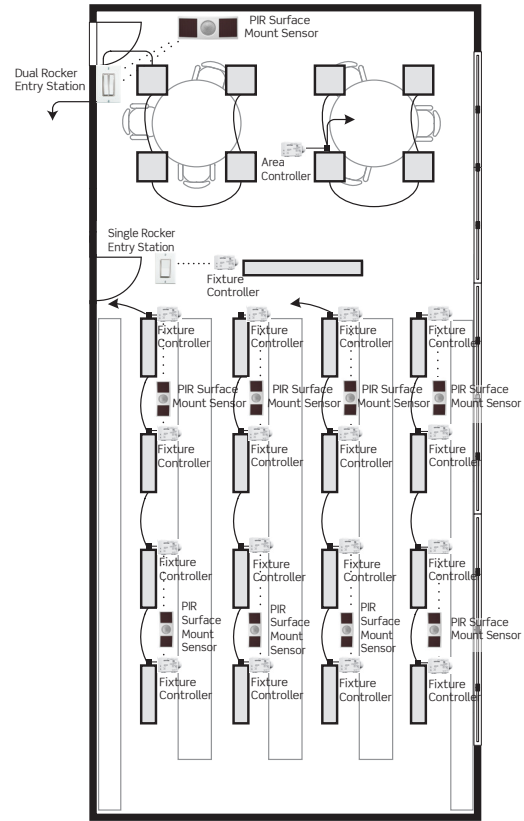 PIR Surface
Mount Sensor
Dual Rocker
Entry Station
Area
Controller
Single Rocker
Entry Station
Fixture
Controller
Fixture
Controller
Fixture
Controller
Fixture
Controller
Fixture
Controller
PIR Surface
Mount Sensor
PIR Surface
Mount Sensor
PIR Surface
Mount Sensor
PIR Surface
Mount Sensor
Fixture
Controller
Fixture
Controller
Fixture
Controller
Fixture
Controller
Fixture
Controller
Fixture
Controller
Fixture
Controller
Fixture
Controller
PIR
Surface
Mount
Sensor
PIR
Surface
Mount
Sensor
PIR
Surface
Mount
Sensor
PIR Surface
Mount Sensor
Fixture
Controller
Fixture
Controller
Fixture
Controller
Fixture
Controller